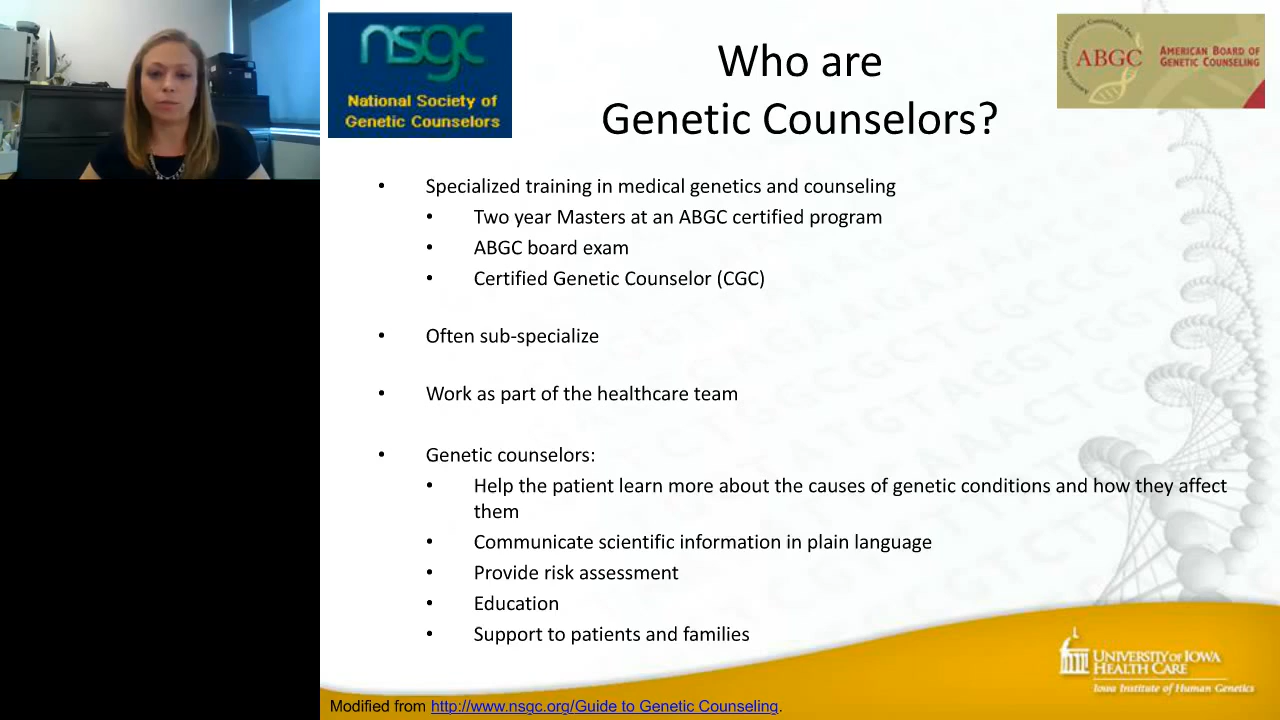 nsgc
National Society of
Genetic Counselors
Who are
Genetic Counselors?
ABGC
AMERICAN BOARD OF
GENETIC COUNSELING
• Specialized training in medical genetics and counseling
• Two year Masters at an ABGC certified program
• ABGC board exam
• Certified Genetic Counselor (CGC)
• Often sub-specialize
• Work as part of the healthcare team
• Genetic counselors:
• Help the patient learn more about the causes of genetic conditions and how they affect
them
• Communicate scientific information in plain language
• Provide risk assessment
• Education
• Support to patients and families
UNIVERSITY OF IOWA
HEALTH CARE
Iowa Institute of Human Genetics
Modified from http://www.nsgc.org/Guide to Genetic Counseling.